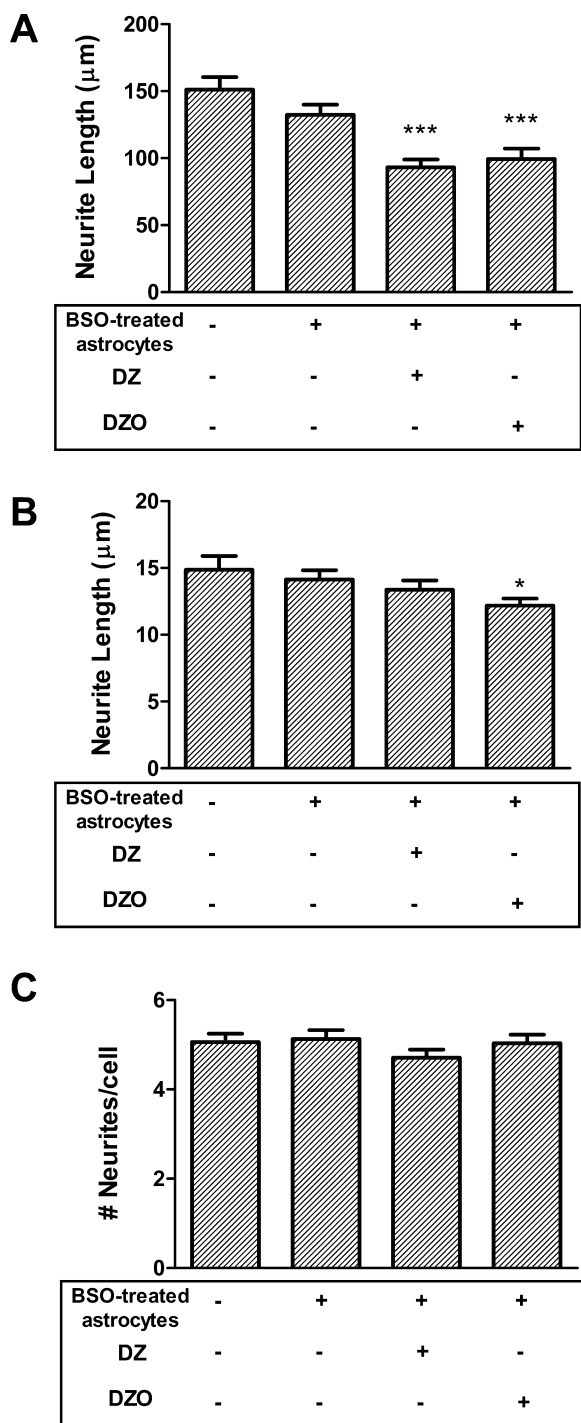 A
Neurite Length (μm)
200
150
100
50
0
***
***
BSO-treated
astrocytes
- + + +
DZ
- - + -
DZO
- - - +
B
Neurite Length (μm)
20
15
10
5
0
*
BSO-treated
astrocytes
- + + +
DZ
- - + -
DZO
- - - +
C
# Neurites/cell
6
4
2
0
BSO-treated
astrocytes
- + + +
DZ
- - + -
DZO
- - - +